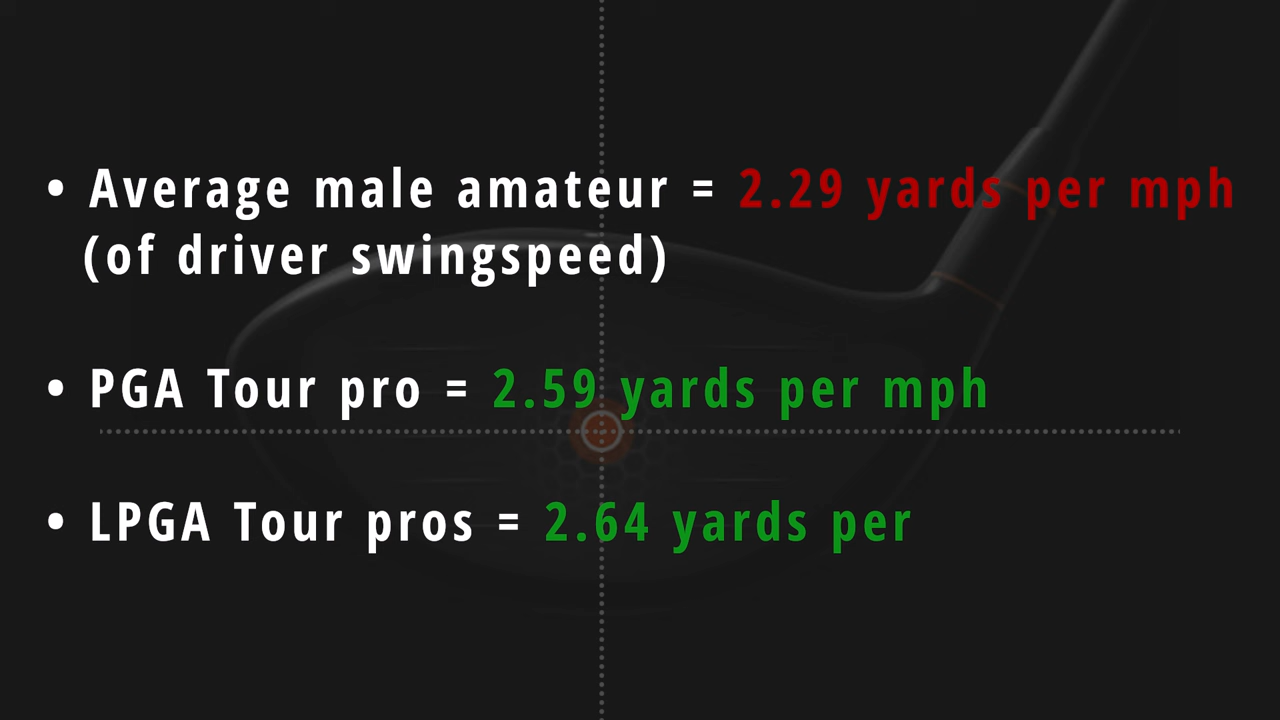 • Average male amateur = 2.29 yards per mph
(of driver swingspeed)
• PGA Tour pro = 2.59 yards per mph
• LPGA Tour pros = 2.64 yards per